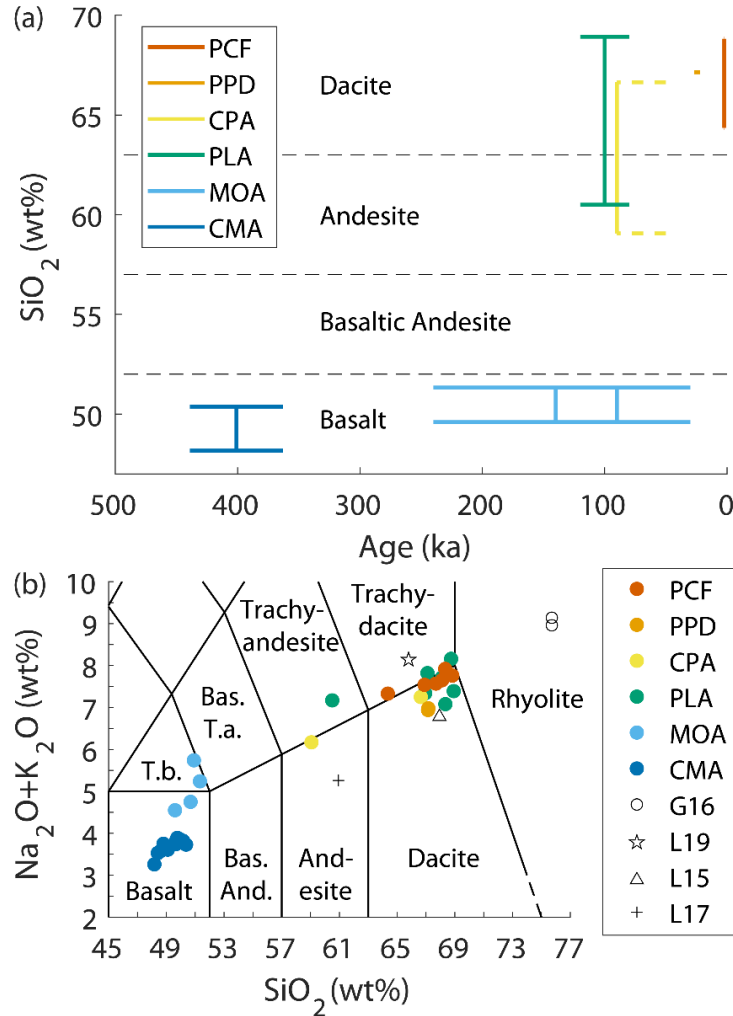 (a)
70
65
60
55
50
SiO2 (wt%)
PCF
PPD
CPA
PLA
MOA
CMA
Dacite
Andesite
Basaltic Andesite
Basalt
500 400 300 200 100 0
Age (ka)
(b)
10
9
8
7
6
5
4
3
2
Na2O+K2O (wt%)
Trachy-
andesite
Trachy-
dacite
Bas.
T.a.
T.b.
Rhyolite
Basalt
Bas.
And.
And-
esite
Dacite
45 49 53 57 61 65 69 73 77
SiO2 (wt%)
PCF
PPD
CPA
PLA
MOA
CMA
G16
L19
L15
L17